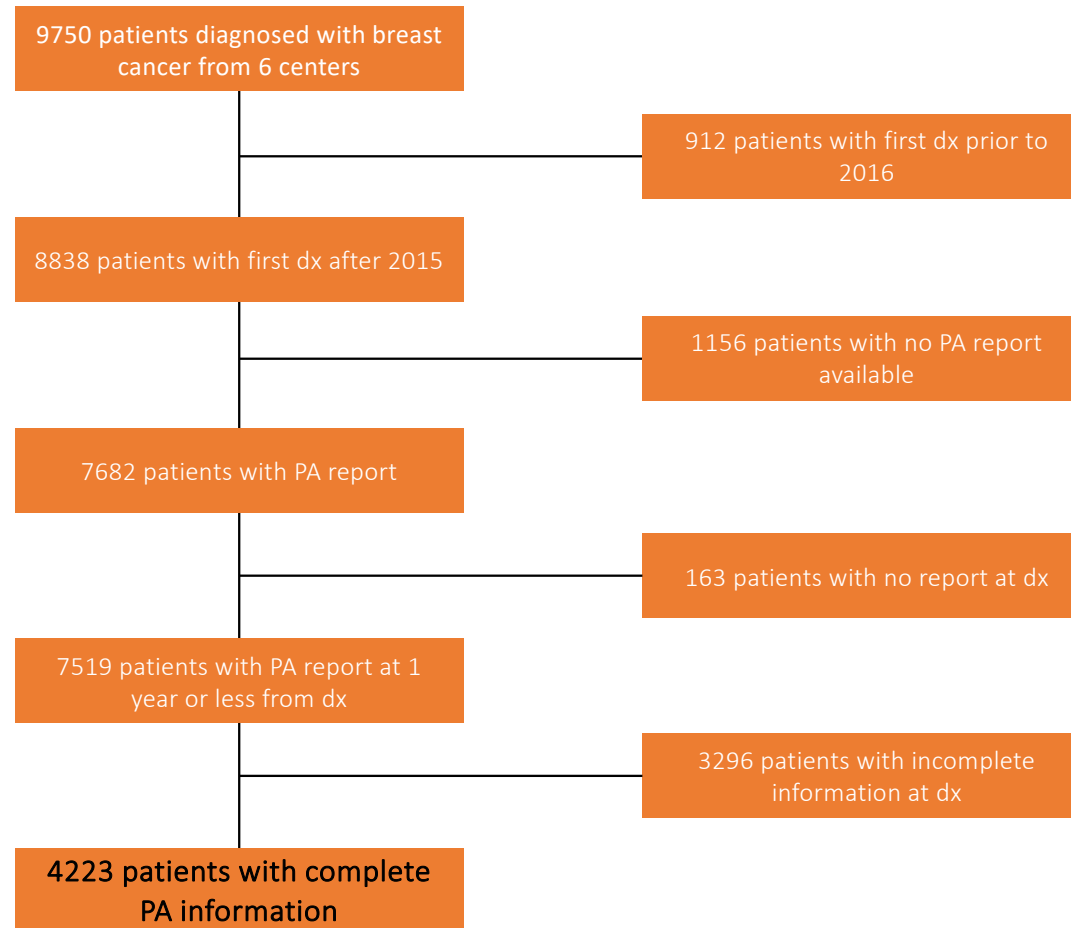 9750 patients diagnosed with breast
cancer from 6 centers
912 patients with first dx prior to
2016
8838 patients with first dx after 2015
1156 patients with no PA report
available
7682 patients with PA report
163 patients with no report at dx
7519 patients with PA report at 1
year or less from dx
3296 patients with incomplete
information at dx
4223 patients with complete
PA information